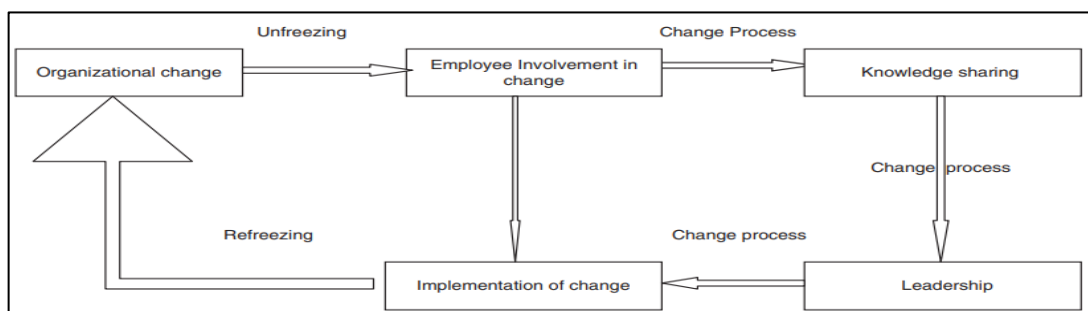 Unfreezing
Change Process
Organizational change
Employee Involvement in
change
Knowledge sharing
Change process
Refreezing
Change process
Implementation of change
Leadership